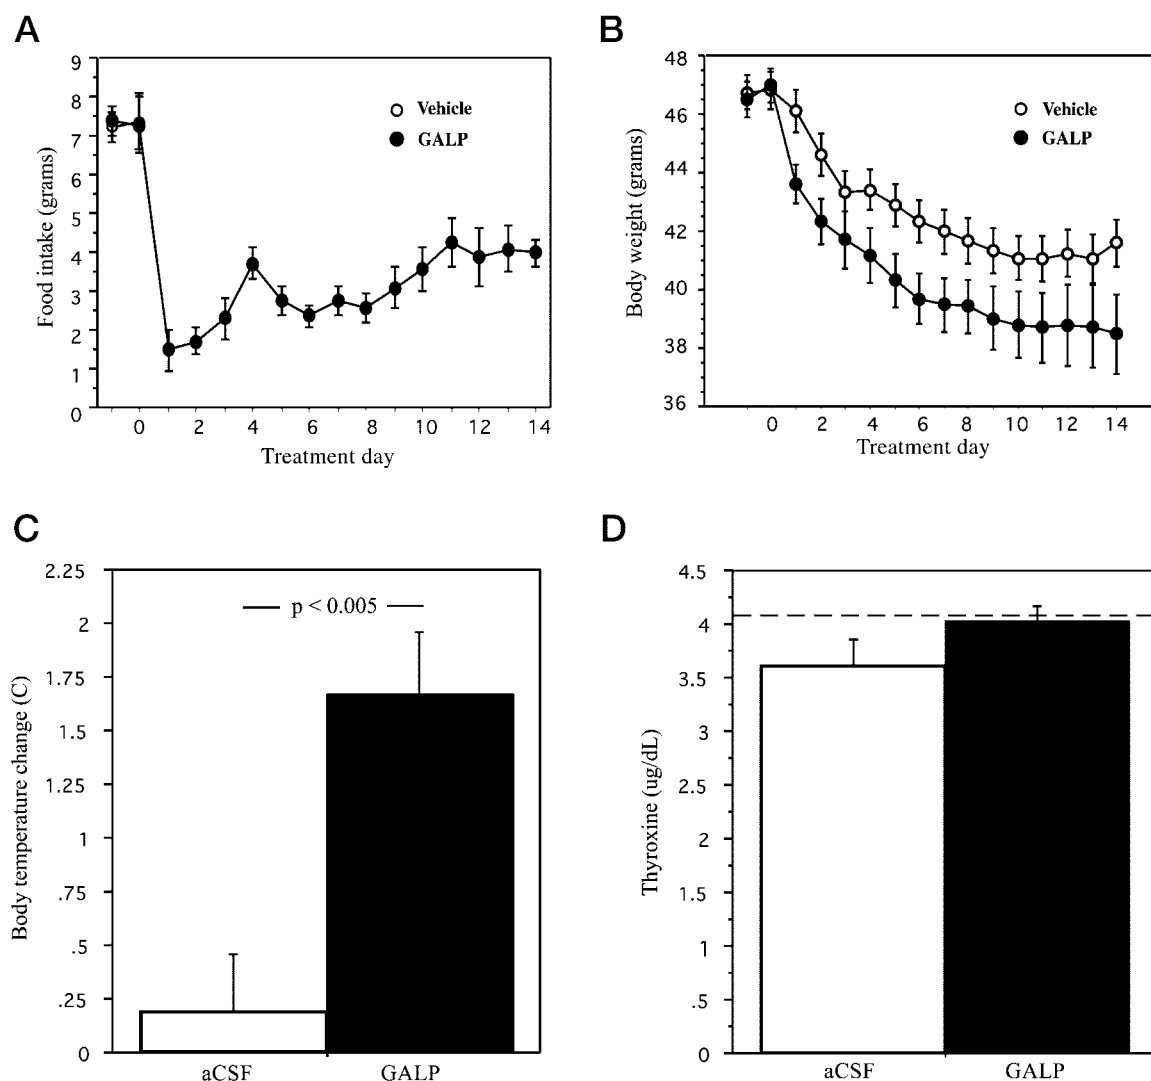 A
Food intake (grams)
9
8
7
6
5
4
3
2
1
0
Vehicle
GALP
0 2 4 6 8 10 12 14
Treatment day
B
Body weight (grams)
48
46
44
42
40
38
36
Vehicle
GALP
0 2 4 6 8 10 12 14
Treatment day
C
Body temperature change (C)
2.25
2
1.75
1.5
1.25
1
.75
.5
.25
0
p < 0.005
aCSF GALP
D
Thyroxine (ug/dL)
4.5
4
3.5
3
2.5
2
1.5
1
.5
0
aCSF GALP